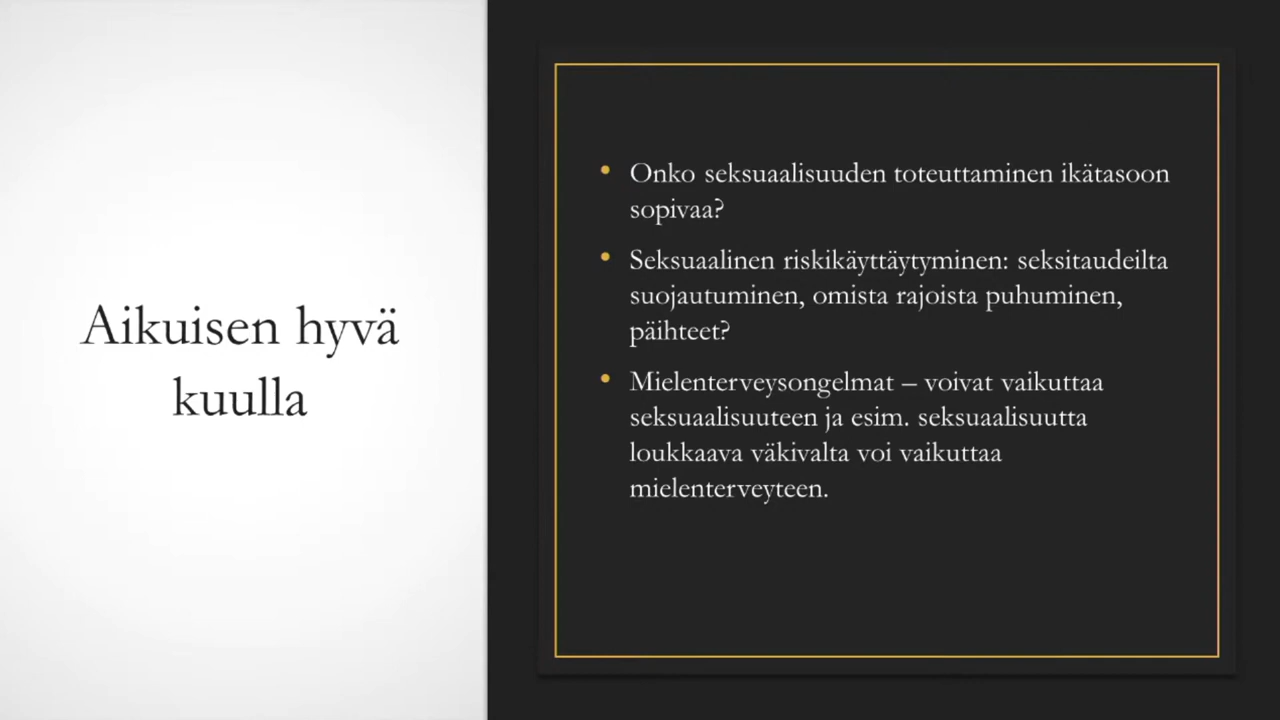 Aikuisen hyvä
kuulla
• Onko seksuaalisuuden toteuttaminen ikätasoon
sopivaa?
• Seksuaalinen riskikäyttäytyminen: seksitaudeilta
suojautuminen, omista rajoista puhuminen,
päihteet?
• Mielenterveysongelmat – voivat vaikuttaa
seksuaalisuuteen ja esim. seksuaalisuutta
loukkaava väkivalta voi vaikuttaa
mielenterveyteen.